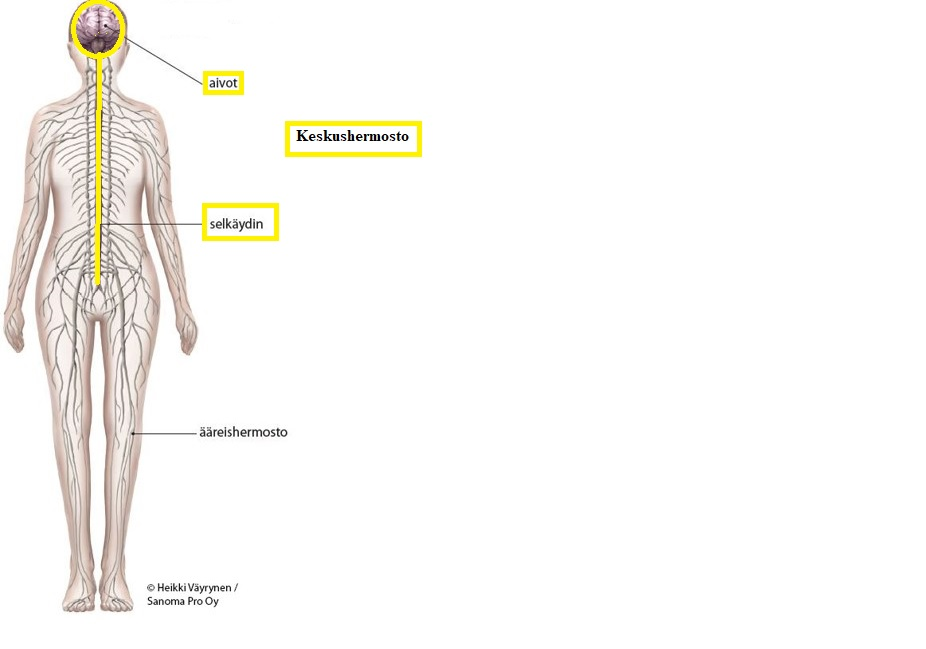 aivot
Keskushermosto
selkäydin
ääreishermosto
© Heikki Väyrynen /
Sanoma Pro Oy